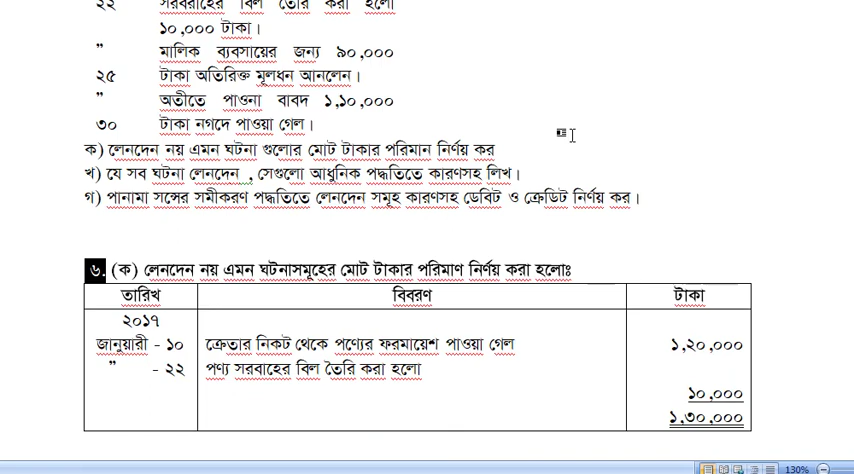 ২২ সরবরাহের বিল তৈরি করা হলো
১০,০০০ টাকা।
” মালিক ব্যবসায়ের জন্য ৯০,০০০
২৫ টাকা অতিরিক্ত মূলধন আনলেন।
” অতীতে পাওনা বাবদ ১,১০,০০০
৩০ টাকা নগদে পাওয়া গেল।
ক) লেনদেন নয় এমন ঘটনা গুলোর মোট টাকার পরিমান নির্ণয় কর
খ) যে সব ঘটনা লেনদেন , সেগুলো আধুনিক পদ্ধতিতে কারণসহ লিখ।
গ) পানামা সন্সের সমীকরণ পদ্ধতিতে লেনদেন সমূহ কারণসহ ডেবিট ও ক্রেডিট নির্ণয় কর।
৬. (ক) লেনদেন নয় এমন ঘটনাসমূহের মোট টাকার পরিমাণ নির্ণয় করা হলোঃ
তারিখ বিবরণ টাকা
২০১৭
জানুয়ারী - ১০ ক্রেতার নিকট থেকে পণ্যের ফরমায়েশ পাওয়া গেল ১,২০,০০০
” - ২২ পণ্য সরবাহের বিল তৈরি করা হলো
১০,০০০
১,৩০,০০০
130%